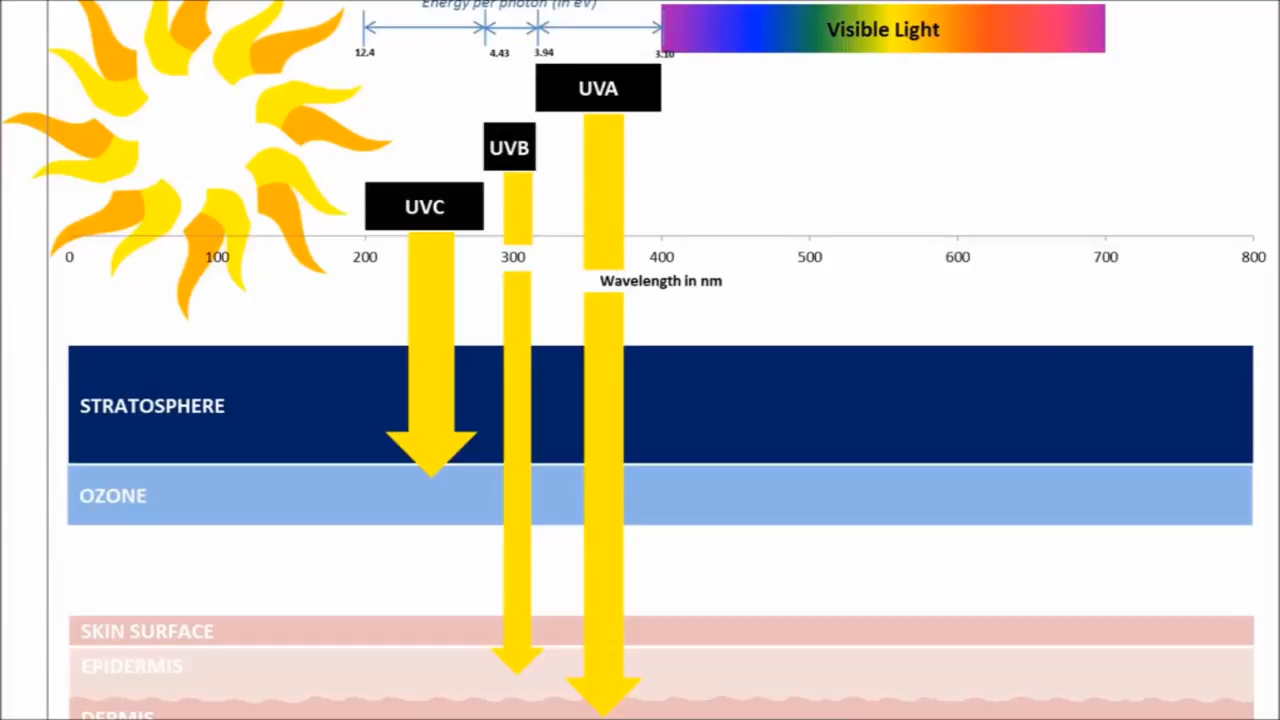 Energy per photon (in eV)
12.4 4.43 3.94 3.10
Visible Light
UVA
UVB
UVC
0 100 200 300 400 500 600 700 800
Wavelength in nm
STRATOSPHERE
OZONE
SKIN SURFACE
EPIDERMIS
DERMIS